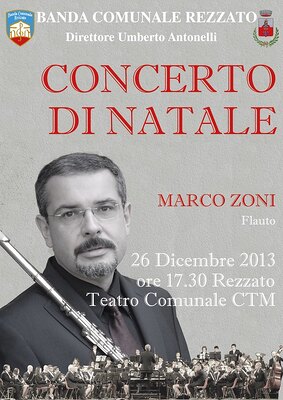 BANDA COMUNALE REZZATO
Direttore Umberto Antonelli
CONCERTO
DI NATALE
MARCO ZONI
Flauto
26 Dicembre 2013
ore 17.30 Rezzato
Teatro Comunale CTM